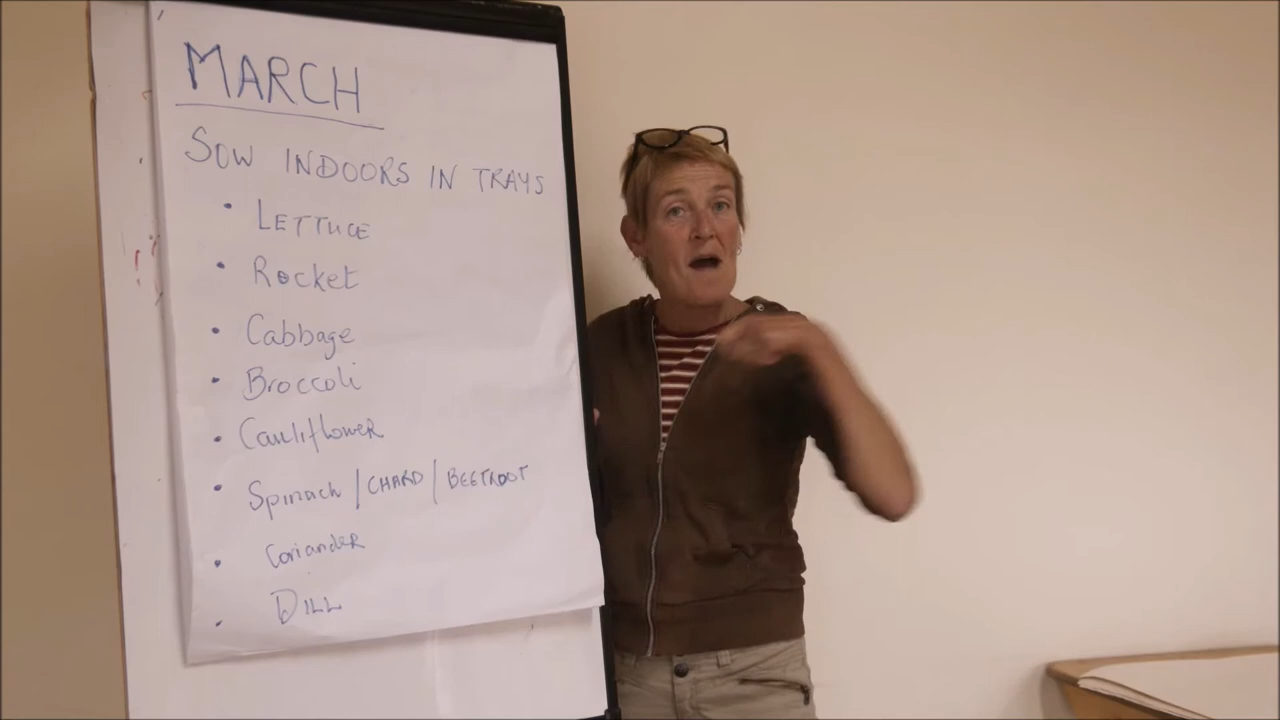 MARCH
SOW INDOORS IN TRAYS
• LETTUCE
• Rocket
• Cabbage
• Broccoli
• Cauliflower
• Spinach / CHARD / BEETROOT
• Coriander
• DILL